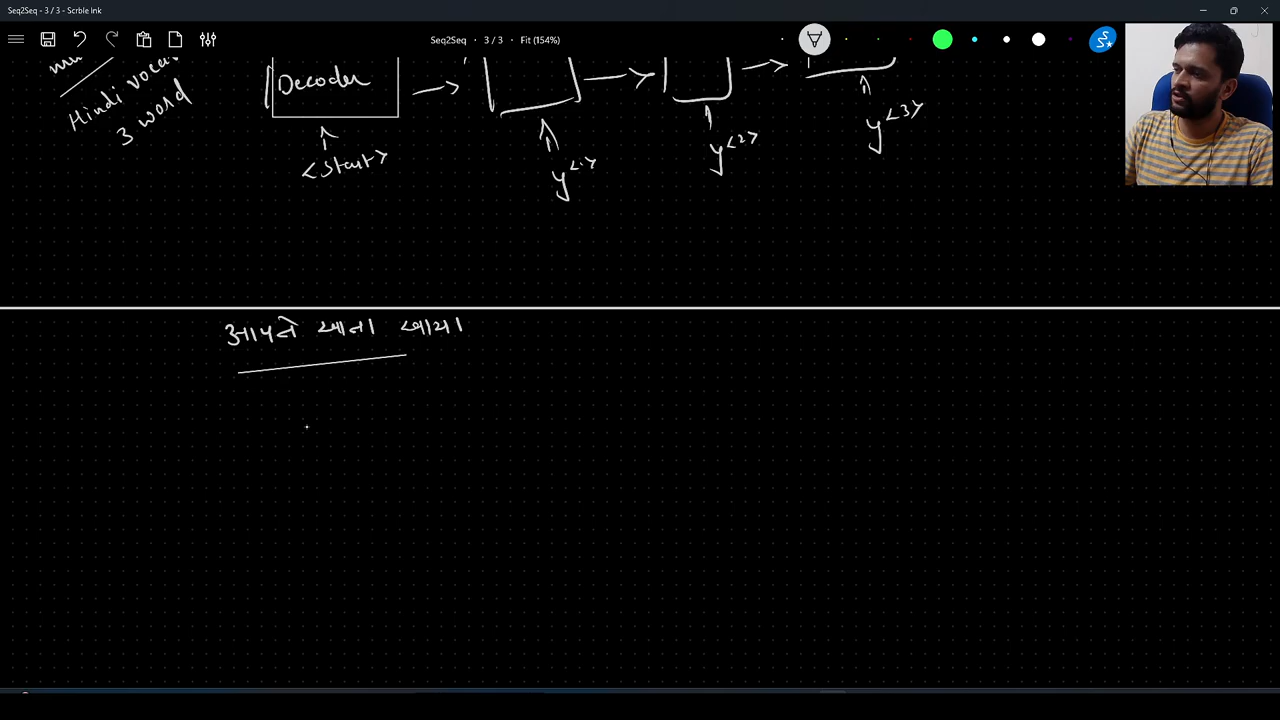 Seq2Seq - 3 / 3 - Scrble Ink
Seq2Seq • 3 / 3 • Fit (154%)
Hindi vocab
3 word
Decoder
<start>
y<1>
y<2>
y<3>
आपने खाना खाया